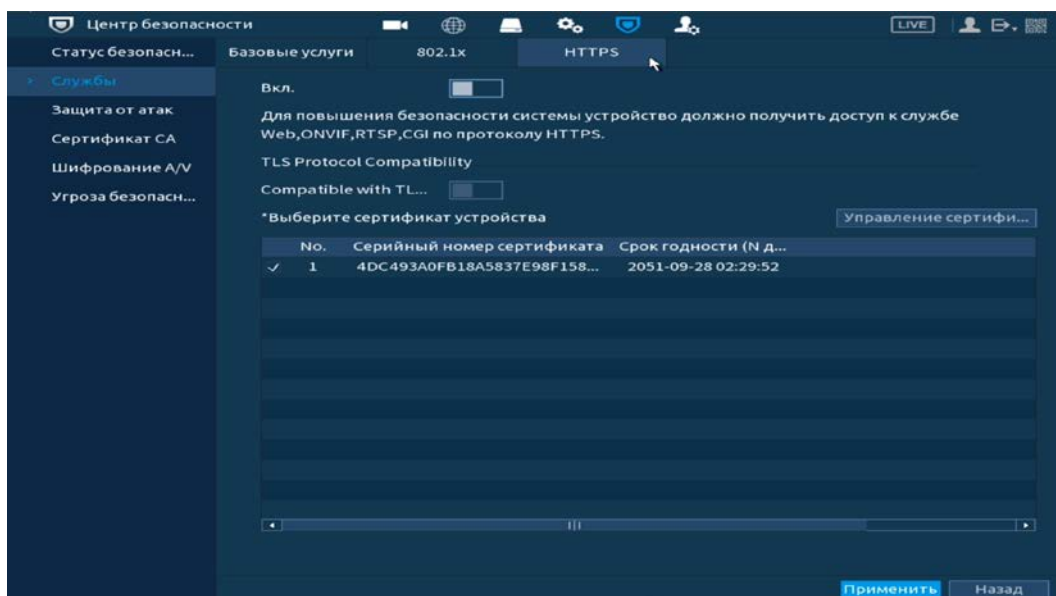 Центр безопасности
LIVE
Статус безопасн...
Базовые услуги
802.1x
HTTPS
Службы
Защита от атак
Сертификат CA
Шифрование A/V
Угроза безопасн...
Вкл.
Для повышения безопасности системы устройство должно получить доступ к службе
Web,ONVIF,RTSP,CGI по протоколу HTTPS.
TLS Protocol Compatibility
Compatible with TL...
*Выберите сертификат устройства
Управление сертифи...
No. Серийный номер сертификата Срок годности (N д...
1 4DC493A0FB18A5837E98F158... 2051-09-28 02:29:52
Применить
Назад